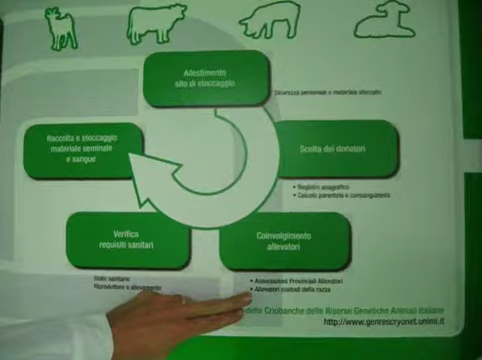 Allestimento
sito di stoccaggio
Sicurezza personale e materiale stoccato
Raccolta e stoccaggio
materiale seminale
e sangue
Scelta dei donatori
• Registro anagrafico
• Calcolo parentela e consanguineità
Verifica
requisiti sanitari
Coinvolgimento
allevatori
Stato sanitario
Riproduttore e allevamento
• Associazioni Provinciali Allevatori
• Allevatori custodi della razza
delle Criobanche delle Risorse Genetiche Animali Italiane
http://www.genrescryonet.unimi.it